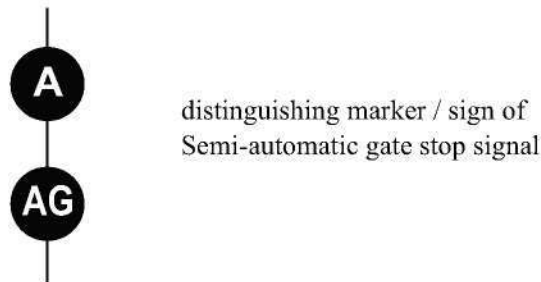 A
distinguishing marker / sign of
Semi-automatic gate stop signal
AG